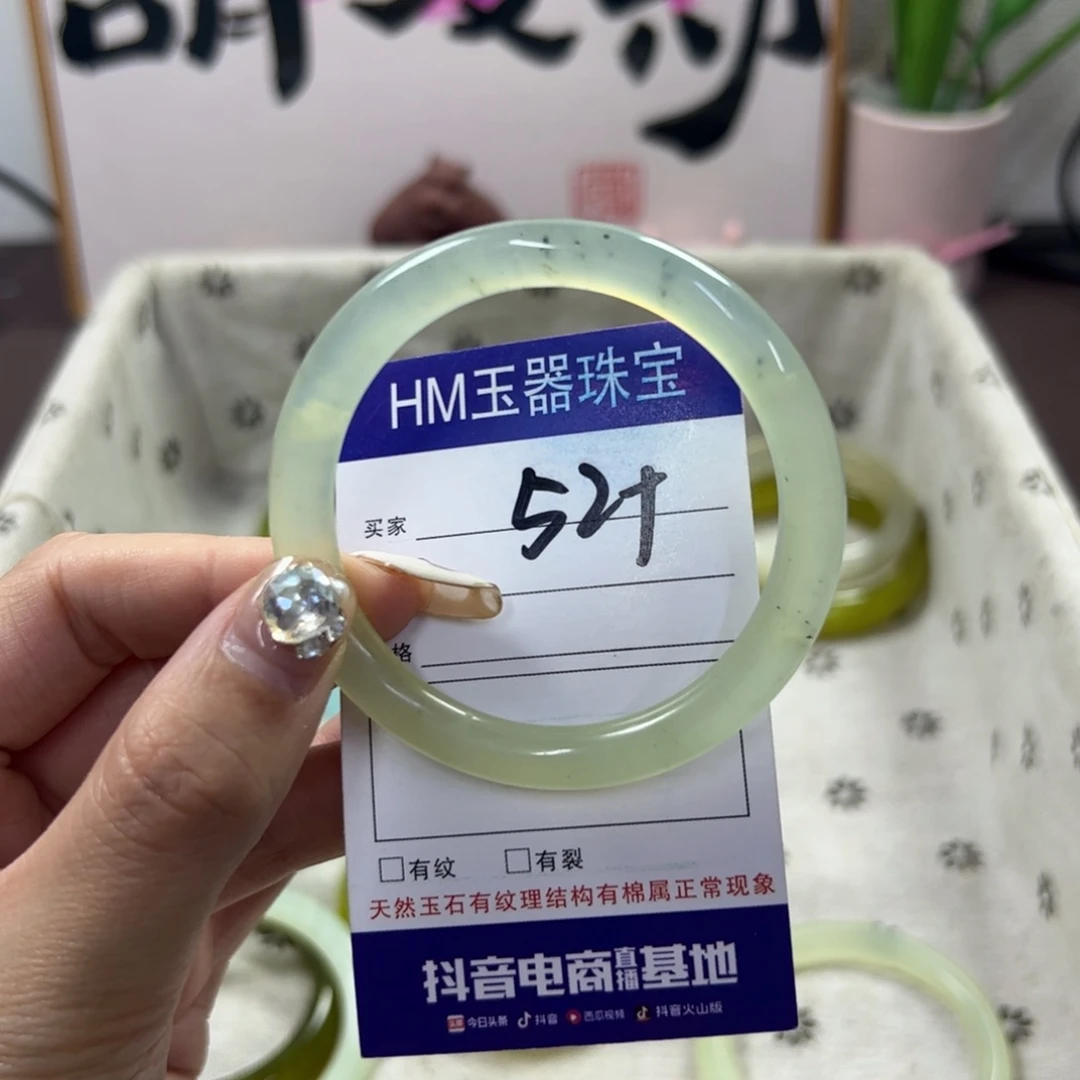 HM玉器珠宝
52+
买家
格
有纹 有裂
天然玉石有纹理结构有棉属正常现象
抖音电商直播基地
今日头条 抖音 西瓜视频 抖音火山版